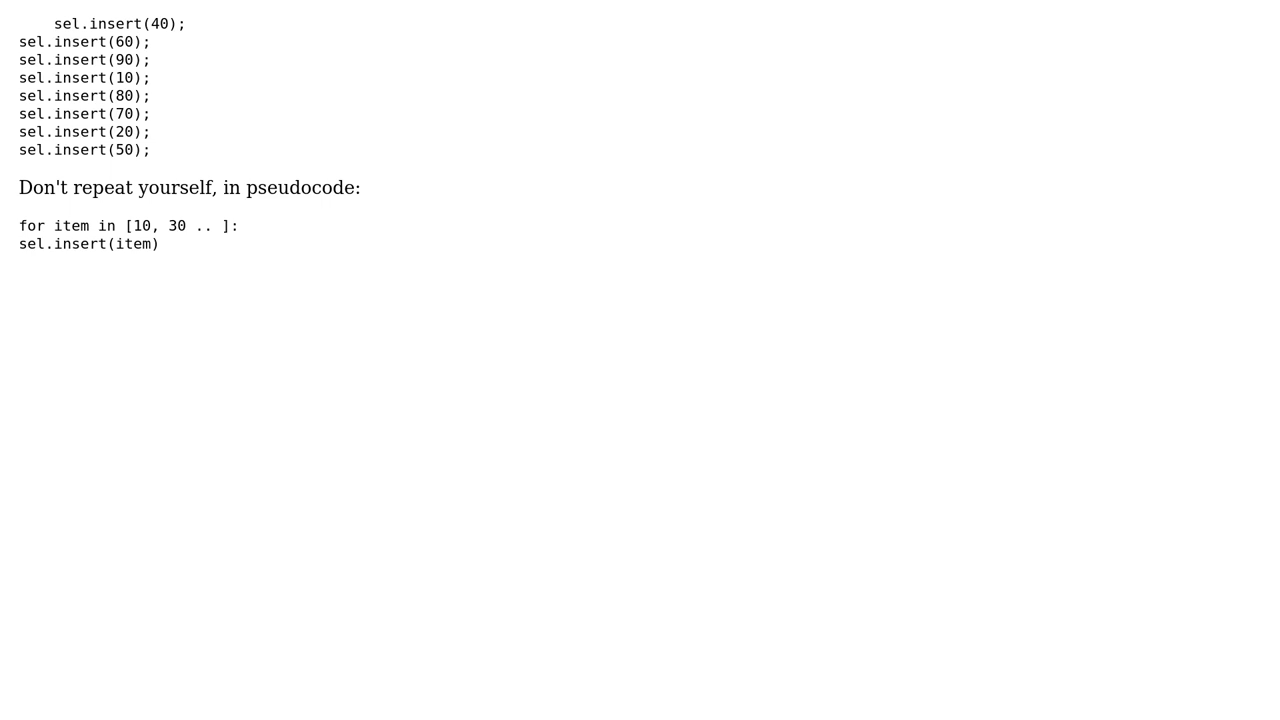 sel.insert(40);
sel.insert(60);
sel.insert(90);
sel.insert(10);
sel.insert(80);
sel.insert(70);
sel.insert(20);
sel.insert(50);
Don't repeat yourself, in pseudocode:
for item in [10, 30 .. ]:
sel.insert(item)